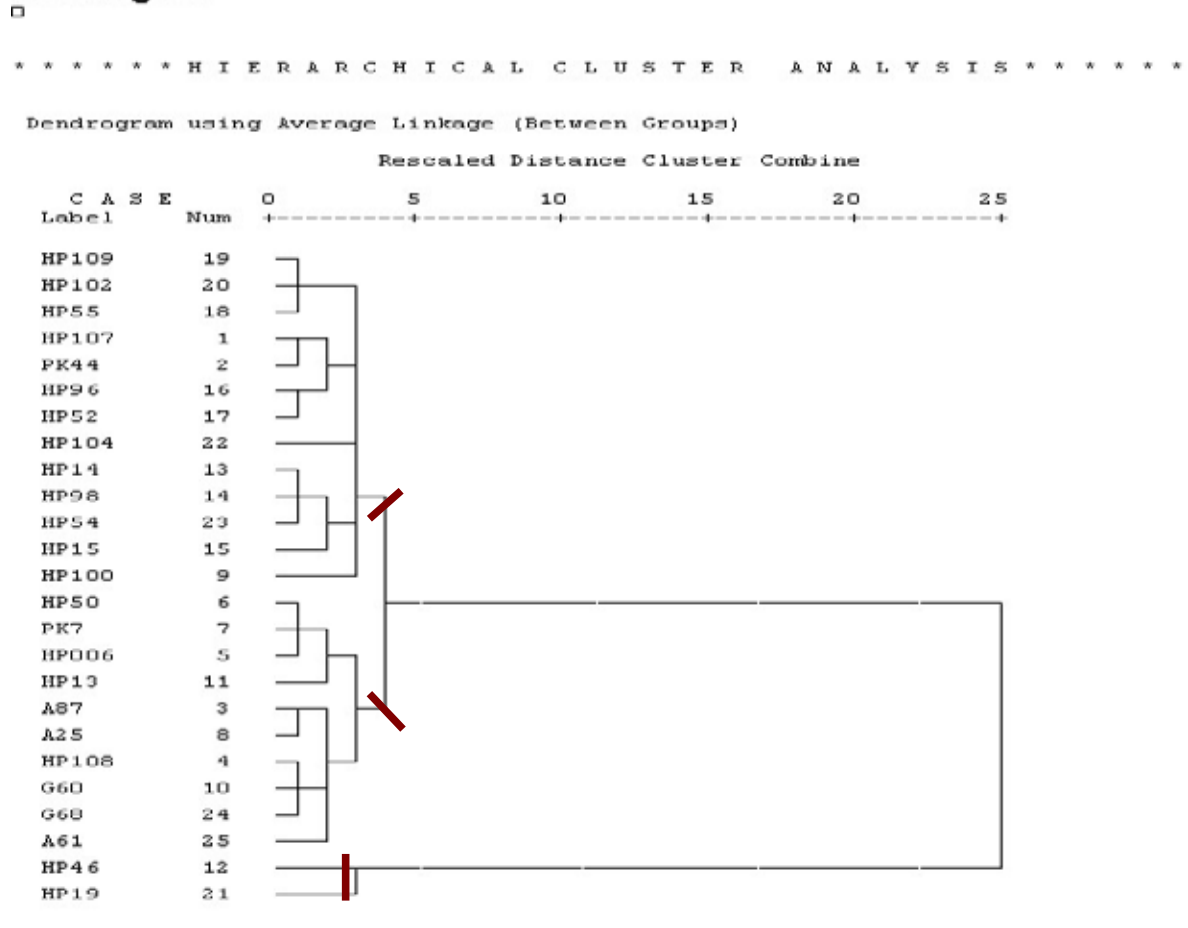 * * * * * * H I E R A R C H I C A L   C L U S T E R   A N A L Y S I S * * * * * *
Dendrogram using Average Linkage (Between Groups)
Rescaled Distance Cluster Combine
C A S E 0 5 10 15 20 25
Label Num +---------+---------+---------+---------+---------+
HP109 19
HP102 20
HP55 18
HP107 1
PK44 2
HP96 16
HP52 17
HP104 22
HP14 13
HP98 14
HP54 23
HP15 15
HP100 9
HP50 6
PK7 7
HP006 5
HP13 11
A87 3
A25 8
HP108 4
G60 10
G68 24
A61 25
HP46 12
HP19 21